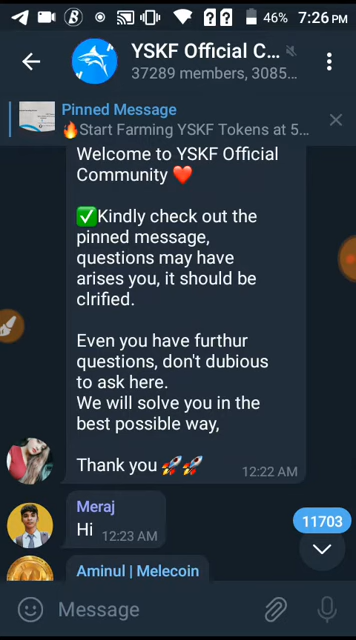 46% 7:26 PM
YSKF Official C...
37289 members, 3085...
Pinned Message
🔥Start Farming YSKF Tokens at 5...
Welcome to YSKF Official
Community ❤️
✅Kindly check out the
pinned message,
questions may have
arises you, it should be
clrified.
Even you have furthur
questions, don't dubious
to ask here.
We will solve you in the
best possible way,
Thank you 🚀🚀 12:22 AM
Meraj
Hi 12:23 AM
11703
Aminul | Melecoin
Message